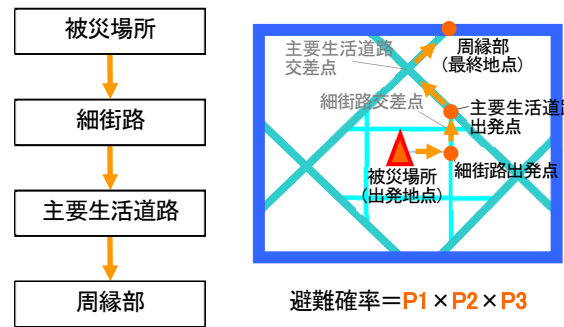 被災場所
細街路
主要生活道路
周縁部
主要生活道路
交差点
周縁部
(最終地点)
細街路交差点
主要生活道路
出発点
被災場所
(出発地点)
細街路出発点
避難確率＝P1×P2×P3